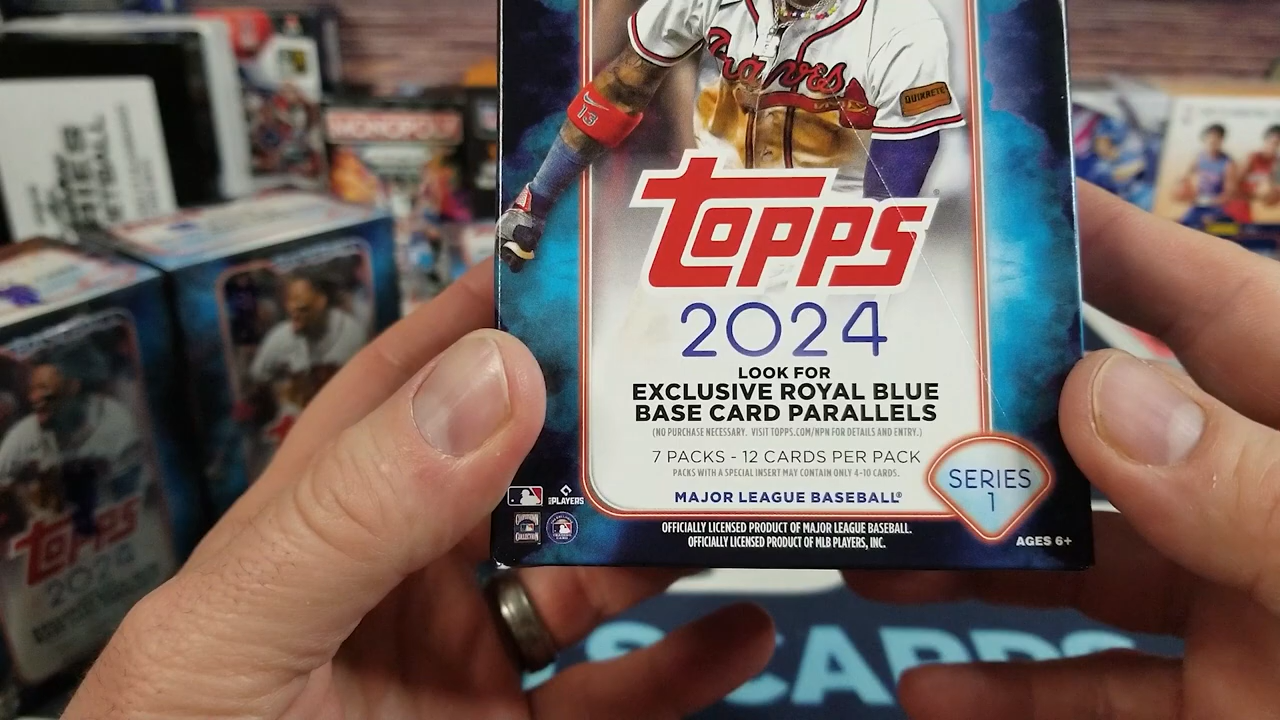 Braves
QUIKRETE
13
MONOPOLY
TOPPS
2024
LOOK FOR
EXCLUSIVE ROYAL BLUE
BASE CARD PARALLELS
(NO PURCHASE NECESSARY. VISIT TOPPS.COM/NPN FOR DETAILS AND ENTRY.)
7 PACKS - 12 CARDS PER PACK
PACKS WITH A SPECIAL INSERT MAY CONTAIN ONLY 4-10 CARDS.
SERIES
1
MAJOR LEAGUE BASEBALL®
PLAYERS
OFFICIALLY LICENSED PRODUCT OF MAJOR LEAGUE BASEBALL.
OFFICIALLY LICENSED PRODUCT OF MLB PLAYERS, INC.
AGES 6+
TOPPS
2024
CARDS